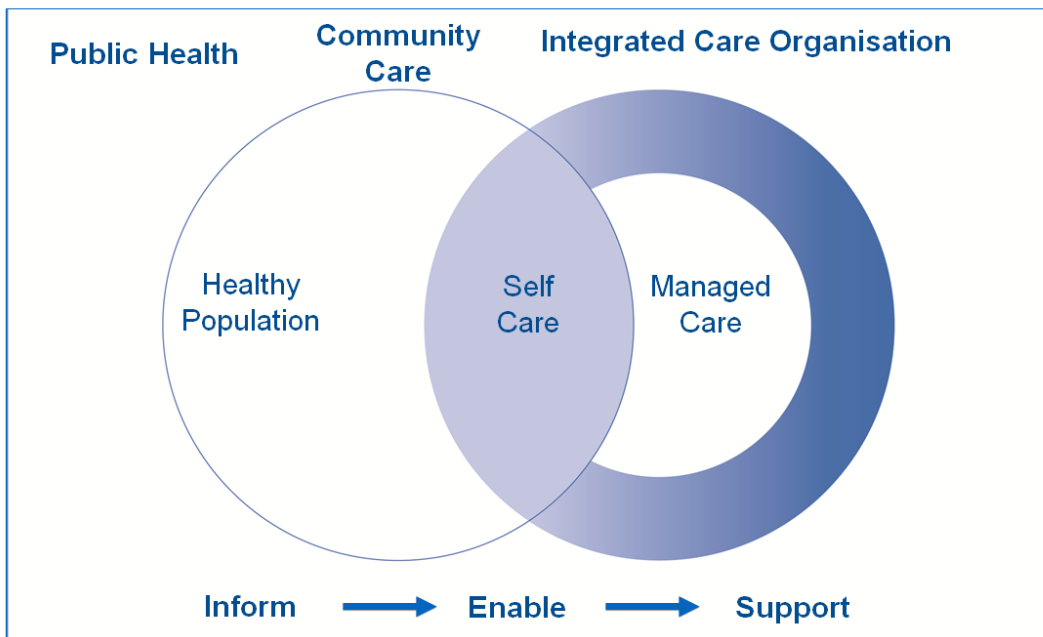 Public Health
Community
Care
Integrated Care Organisation
Healthy
Population
Self
Care
Managed
Care
Inform
Enable
Support